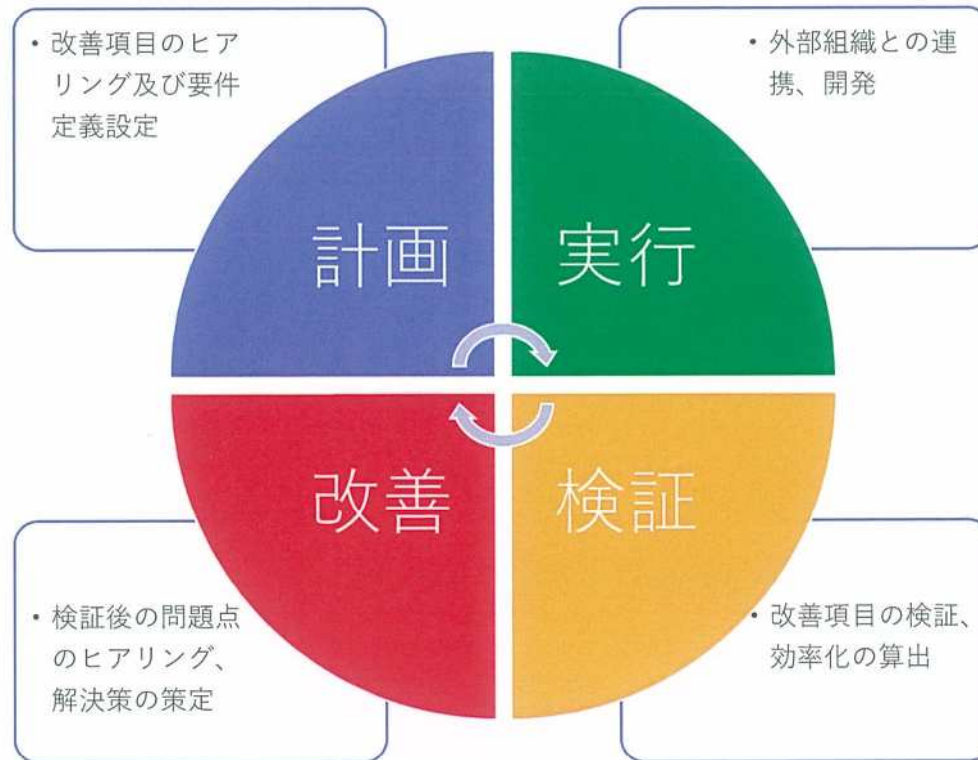 ・改善項目のヒア
リング及び要件
定義設定
・外部組織との連
携、開発
計画
実行
改善
検証
・検証後の問題点
のヒアリング、
解決策の策定
・改善項目の検証、
効率化の算出